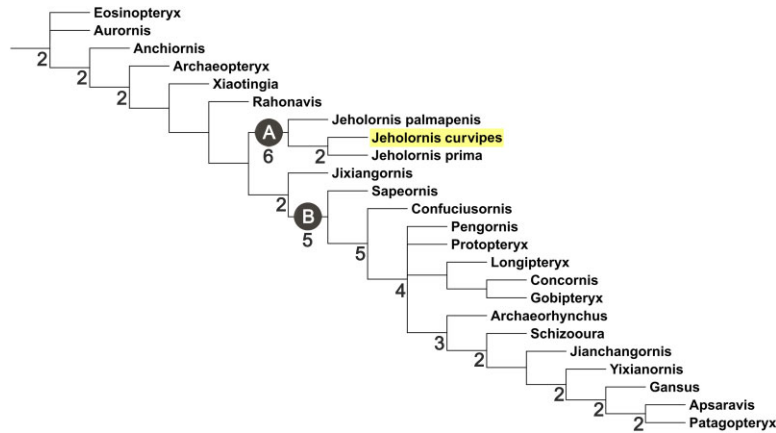 Eosinopteryx
Aurornis
2
Anchiornis
2
Archaeopteryx
2
Xiaotingia
Rahonavis
Jeholornis palmapenis
A
Jeholornis curvipes
6
2
Jeholornis prima
Jixiangornis
2
Sapeornis
B
Confuciusornis
5
Pengornis
5
Protopteryx
Longipteryx
4
Concornis
Gobipteryx
Archaeorhynchus
3
Schizooura
2
Jianchangornis
Yixianornis
2
Gansus
2
Apsaravis
2
Patagopteryx